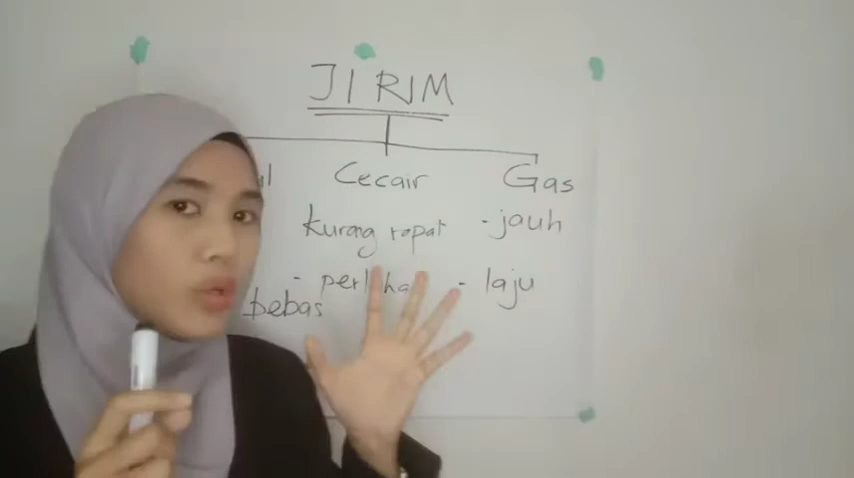 JIRIM
Cecair Gas
kurang rapat - jauh
- - laju
bebas